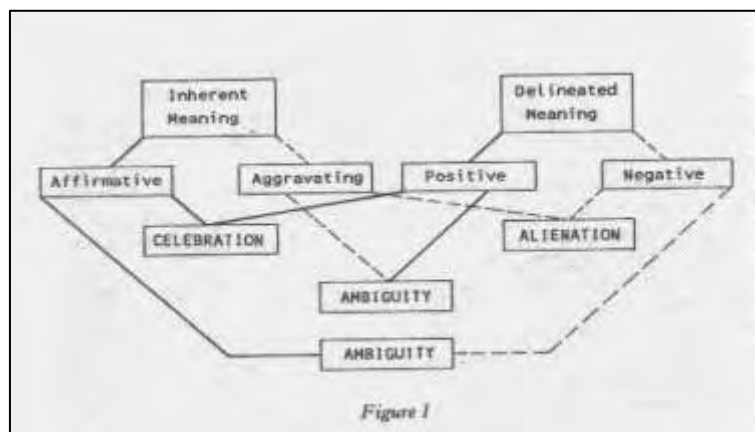 Inherent
Meaning
Delineated
Meaning
Affirmative
Aggravating
Positive
Negative
CELEBRATION
ALIENATION
AMBIGUITY
AMBIGUITY
Figure 1